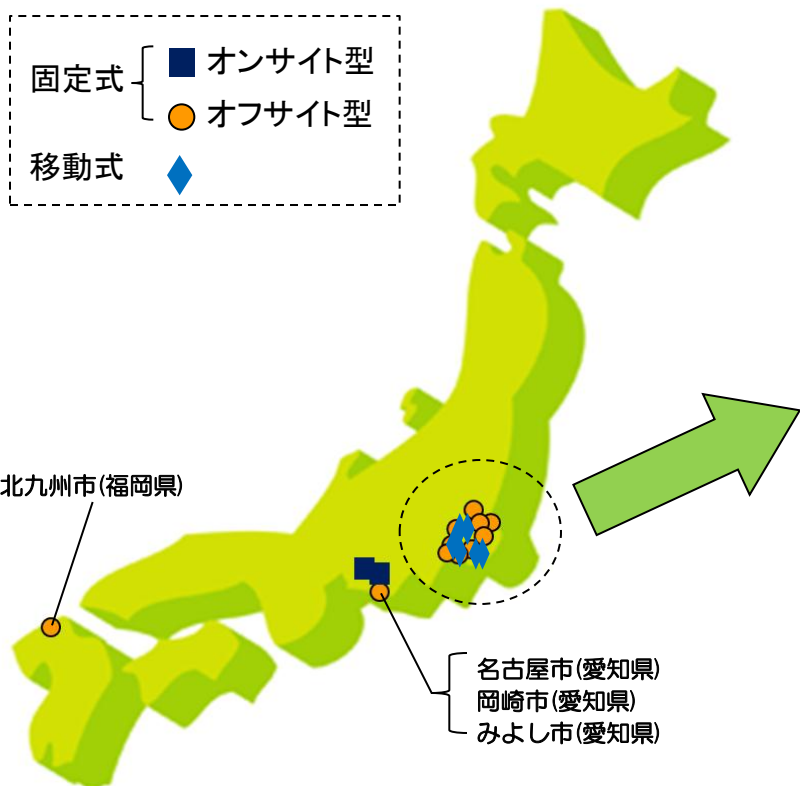 固定式
オンサイト型
オフサイト型
移動式
北九州市(福岡県)
名古屋市(愛知県)
岡崎市(愛知県)
みよし市(愛知県)